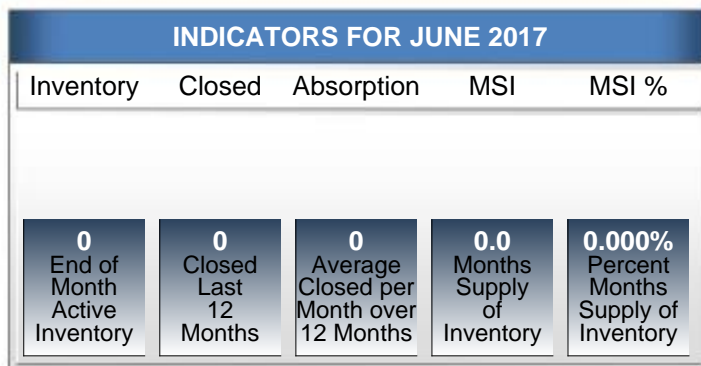 INDICATORS FOR JUNE 2017
Inventory Closed Absorption MSI MSI %
0
End of
Month
Active
Inventory
0
Closed
Last
12
Months
0
Average
Closed per
Month over
12 Months
0.0
Months
Supply
of
Inventory
0.000%
Percent
Months
Supply of
Inventory